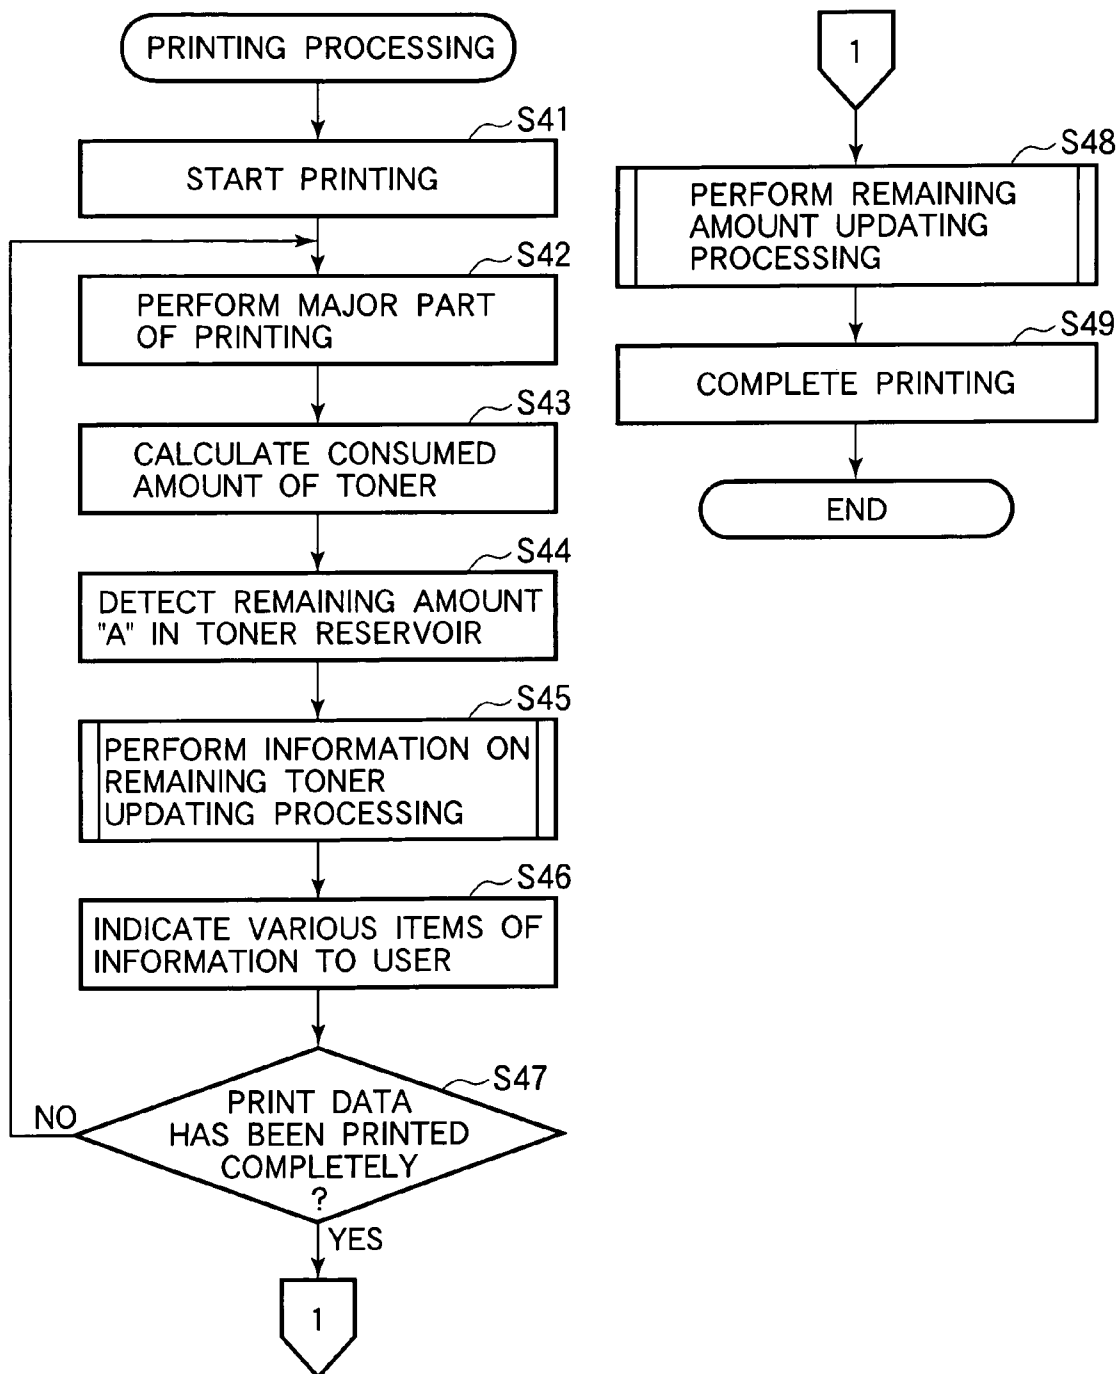 PRINTING PROCESSING
S41
START PRINTING
S42
PERFORM MAJOR PART
OF PRINTING
S43
CALCULATE CONSUMED
AMOUNT OF TONER
S44
DETECT REMAINING AMOUNT
"A" IN TONER RESERVOIR
S45
PERFORM INFORMATION ON
REMAINING TONER
UPDATING PROCESSING
S46
INDICATE VARIOUS ITEMS OF
INFORMATION TO USER
S47
PRINT DATA
HAS BEEN PRINTED
COMPLETELY
?
NO
YES
1
1
S48
PERFORM REMAINING
AMOUNT UPDATING
PROCESSING
S49
COMPLETE PRINTING
END